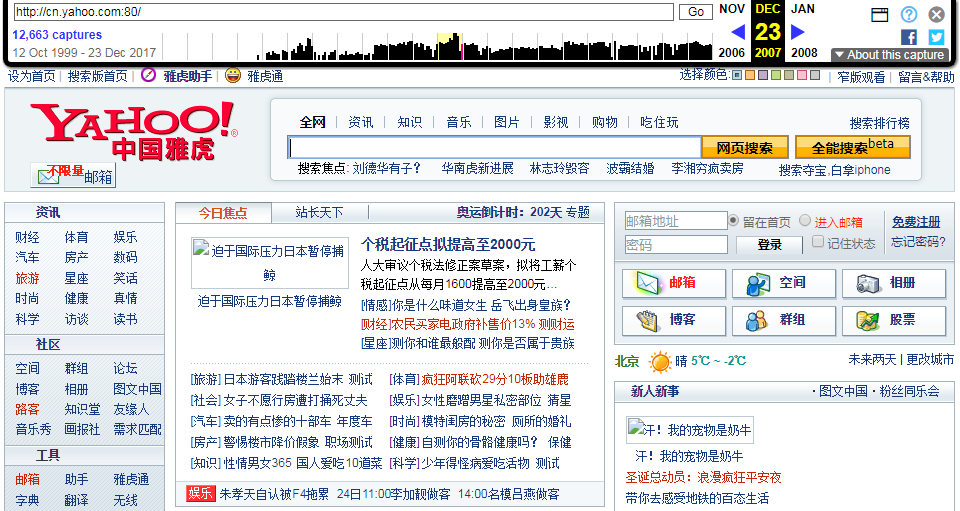 http://cn.yahoo.com:80/ Go NOV DEC JAN
12,663 captures 23
12 Oct 1999 - 23 Dec 2017 2006 2007 2008 About this capture
设为首页 | 搜索版首页 | 雅虎助手 | 雅虎通 选择颜色: | 窄版观看 | 留言&帮助
YAHOO! ®
中国雅虎
不限量 邮箱
全网 | 资讯 | 知识 | 音乐 | 图片 | 影视 | 购物 | 吃住玩 搜索排行榜
网页搜索 全能搜索beta
搜索焦点: 刘德华有子？ 华南虎新进展 林志玲毁容 波霸结婚 李湘穷疯卖房 搜索夺宝,白拿iphone
资讯
财经 体育 娱乐
汽车 房产 数码
旅游 星座 笑话
时尚 健康 真情
科学 访谈 读书
社区
空间 群组 论坛
博客 相册 图文中国
路客 知识堂 友缘人
音乐秀 画报社 需求匹配
工具
邮箱 助手 雅虎通
字典 翻译 无线
今日焦点 站长天下 奥运倒计时：202天 专题
迫于国际压力日本暂停捕鲸
迫于国际压力日本暂停捕鲸
个税起征点拟提高至2000元
人大审议个税法修正案草案，拟将工薪个
税起征点从每月1600提高至2000元...
[情感]你是什么味道女生 岳飞出身皇族？
[财经]农民买家电政府补售价13% 测财运
[星座]测你和谁最般配 测你是否属于贵族
[旅游]日本游客践踏楼兰始末 测试 [体育]疯狂阿联砍29分10板助雄鹿
[社会]女子不愿行房遭打捅死丈夫 [娱乐]女性磨赠男星私密部位 猜星
[汽车]卖的有点惨的十部车 年度车 [时尚]模特闺房的秘密 厕所的婚礼
[房产]警惕楼市降价假象 职场测试 [健康]自测你的骨骼健康吗？ 保健
[知识]性情男女365 国人爱吃10道菜 [科学]少年得怪病爱吃活物 测试
娱乐 朱孝天自认被F4拖累 24日11:00李加靓做客 14:00名模吕燕做客
邮箱地址 留在首页 进入邮箱 免费注册
密码 登录 记住状态 忘记密码?
邮箱 空间 相册
博客 群组 股票
北京 晴 5℃ ~ -2℃ 未来两天 | 更改城市
新人新事 · 图文中国 · 粉丝同乐会
汗！我的宠物是奶牛
汗！我的宠物是奶牛
圣诞总动员：浪漫疯狂平安夜
带你去感受地铁的百态生活